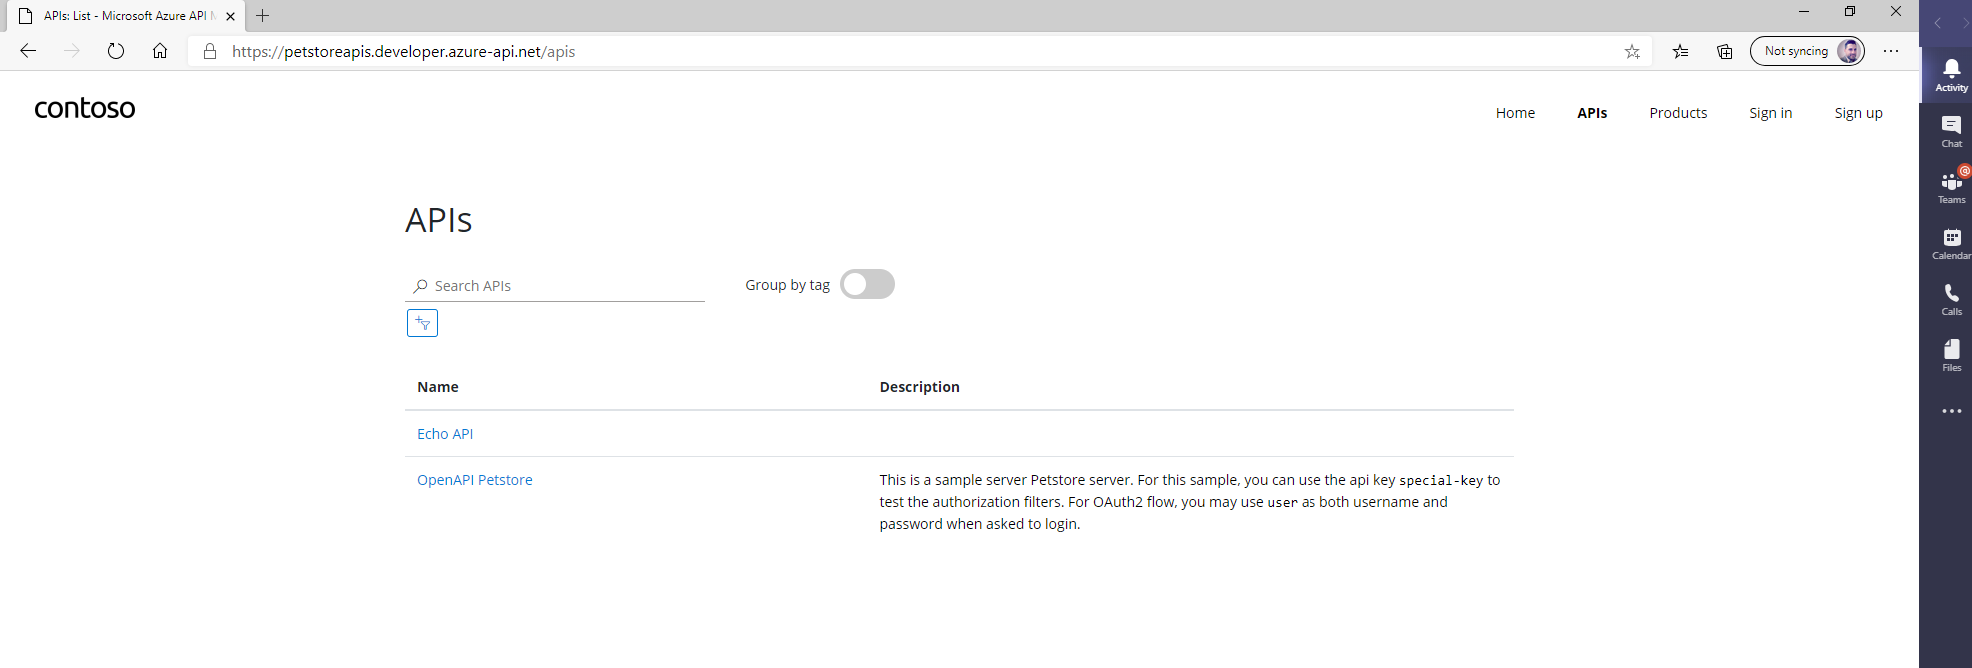 APIs: List - Microsoft Azure API M
https://petstoreapis.developer.azure-api.net/apis
Not syncing
contoso
Home APIs Products Sign in Sign up
APIs
Search APIs Group by tag
Name Description
Echo API
OpenAPI Petstore This is a sample server Petstore server. For this sample, you can use the api key special-key to
test the authorization filters. For OAuth2 flow, you may use user as both username and
password when asked to login.
Activity
Chat
@
Teams
Calendar
Calls
Files